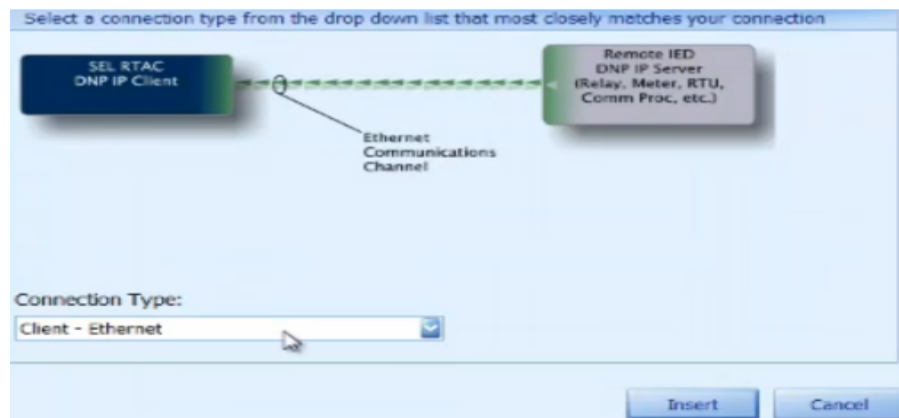 Select a connection type from the drop down list that most closely matches your connection
SEL RTAC
DNP IP Client
Remote IED
DNP IP Server
(Relay, Meter, RTU,
Comm Proc, etc.)
Ethernet
Communications
Channel
Connection Type:
Client - Ethernet
Insert
Cancel